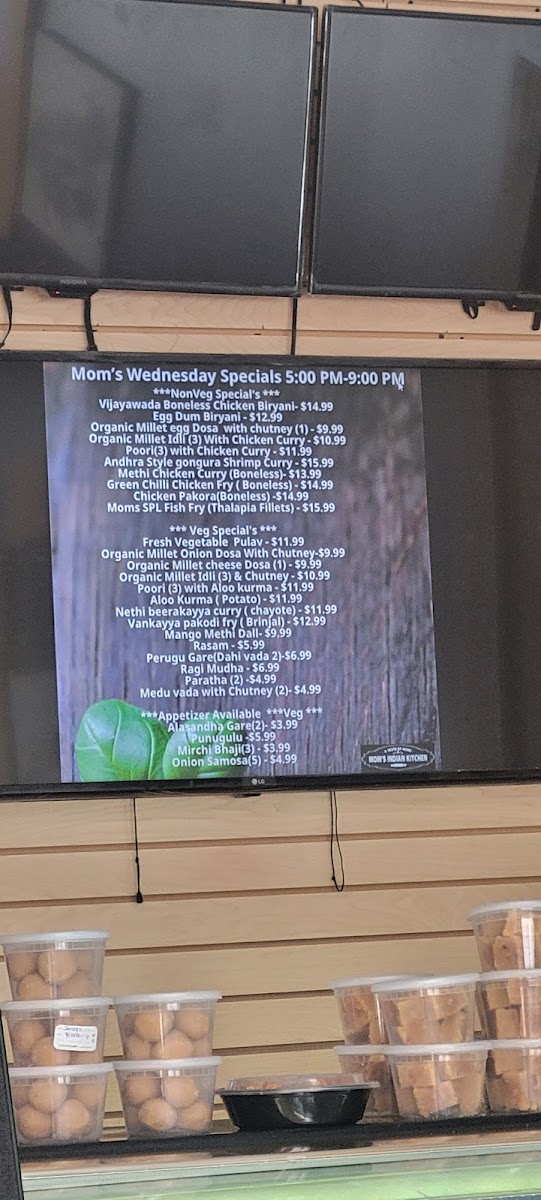 INSIGNIA
Mom's Wednesday Specials 5:00 PM-9:00 PM
***NonVeg Special's ***
Vijayawada Boneless Chicken Biryani- $14.99
Egg Dum Biryani - $12.99
Organic Millet egg Dosa with chutney (1) - $9.99
Organic Millet Idli (3) With Chicken Curry - $10.99
Poori(3) with Chicken Curry - $11.99
Andhra Style gongura Shrimp Curry - $15.99
Methi Chicken Curry (Boneless)- $13.99
Green Chilli Chicken Fry ( Boneless) - $14.99
Chicken Pakora(Boneless) -$14.99
Moms SPL Fish Fry (Thalapia Fillets) - $15.99
*** Veg Special's ***
Fresh Vegetable Pulav - $11.99
Organic Millet Onion Dosa With Chutney-$9.99
Organic Millet cheese Dosa (1) - $9.99
Organic Millet Idli (3) & Chutney - $10.99
Poori (3) with Aloo kurma - $11.99
Aloo Kurma ( Potato) - $11.99
Nethi beerakayya curry ( chayote) - $11.99
Vankayya pakodi fry ( Brinjal) - $12.99
Mango Methi Dall- $9.99
Rasam - $5.99
Perugu Gare(Dahi vada 2)-$6.99
Ragi Mudha - $6.99
Paratha (2) -$4.99
Medu vada with Chutney (2)- $4.99
***Appetizer Available ***Veg ***
Alasandha Gare(2)- $3.99
Punugulu -$5.99
Mirchi Bhaji(3) - $3.99
Onion Samosa(5) - $4.99
MOM'S INDIAN KITCHEN
LG